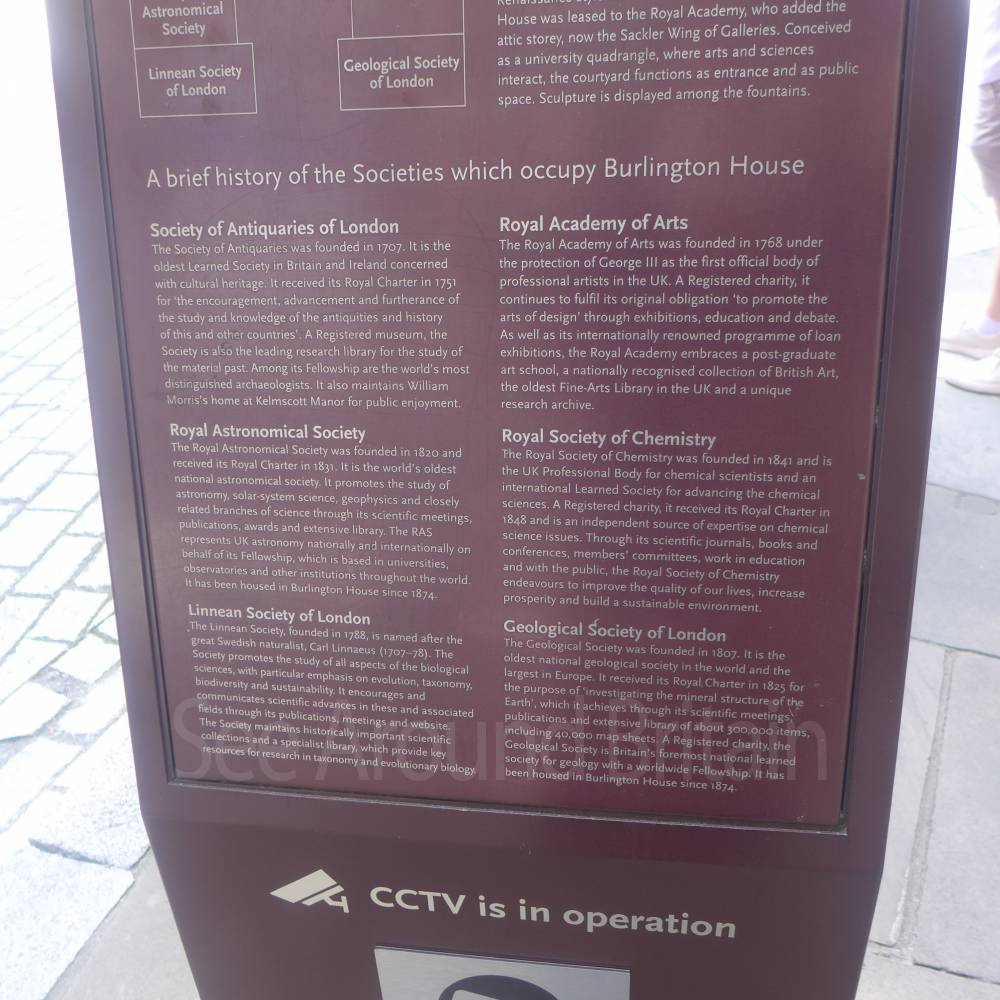 Astronomical
Society
Linnean Society
of London
Geological Society
of London
House was leased to the Royal Academy, who added the
attic storey, now the Sackler Wing of Galleries. Conceived
as a university quadrangle, where arts and sciences
interact, the courtyard functions as entrance and as public
space. Sculpture is displayed among the fountains.
A brief history of the Societies which occupy Burlington House
Society of Antiquaries of London
The Society of Antiquaries was founded in 1707. It is the
oldest Learned Society in Britain and Ireland concerned
with cultural heritage. It received its Royal Charter in 1751
for 'the encouragement, advancement and furtherance of
the study and knowledge of the antiquities and history
of this and other countries'. A Registered museum, the
Society is also the leading research library for the study of
the material past. Among its Fellowship are the world's most
distinguished archaeologists. It also maintains William
Morris's home at Kelmscott Manor for public enjoyment.
Royal Astronomical Society
The Royal Astronomical Society was founded in 1820 and
received its Royal Charter in 1831. It is the world's oldest
national astronomical society. It promotes the study of
astronomy, solar-system science, geophysics and closely
related branches of science through its scientific meetings,
publications, awards and extensive library. The RAS
represents UK astronomy nationally and internationally on
behalf of its Fellowship, which is based in universities,
observatories and other institutions throughout the world.
It has been housed in Burlington House since 1874.
Linnean Society of London
The Linnean Society, founded in 1788, is named after the
great Swedish naturalist, Carl Linnaeus (1707–78). The
Society promotes the study of all aspects of the biological
sciences, with particular emphasis on evolution, taxonomy,
biodiversity and sustainability. It encourages and
communicates scientific advances in these and associated
fields through its publications, meetings and website.
The Society maintains historically important scientific
collections and a specialist library, which provide key
resources for research in taxonomy and evolutionary biology
Royal Academy of Arts
The Royal Academy of Arts was founded in 1768 under
the protection of George III as the first official body of
professional artists in the UK. A Registered charity, it
continues to fulfil its original obligation 'to promote the
arts of design' through exhibitions, education and debate.
As well as its internationally renowned programme of loan
exhibitions, the Royal Academy embraces a post-graduate
art school, a nationally recognised collection of British Art,
the oldest Fine-Arts Library in the UK and a unique
research archive.
Royal Society of Chemistry
The Royal Society of Chemistry was founded in 1841 and is
the UK Professional Body for chemical scientists and an
international Learned Society for advancing the chemical
sciences. A Registered charity, it received its Royal Charter in
1848 and is an independent source of expertise on chemical
science issues. Through its scientific journals, books and
conferences, members' committees, work in education
and with the public, the Royal Society of Chemistry
endeavours to improve the quality of our lives, increase
prosperity and build a sustainable environment.
Geological Society of London
The Geological Society was founded in 1807. It is the
oldest national geological society in the world and the
largest in Europe. It received its Royal Charter in 1825 for
the purpose of 'investigating the mineral structure of the
Earth', which it achieves through its scientific meetings,
publications and extensive library of about 300,000 items,
including 40,000 map sheets. A Registered charity, the
Geological Society is Britain's foremost national learned
society for geology with a worldwide Fellowship. It has
been housed in Burlington House since 1874.
See Around Britain
CCTV is in operation